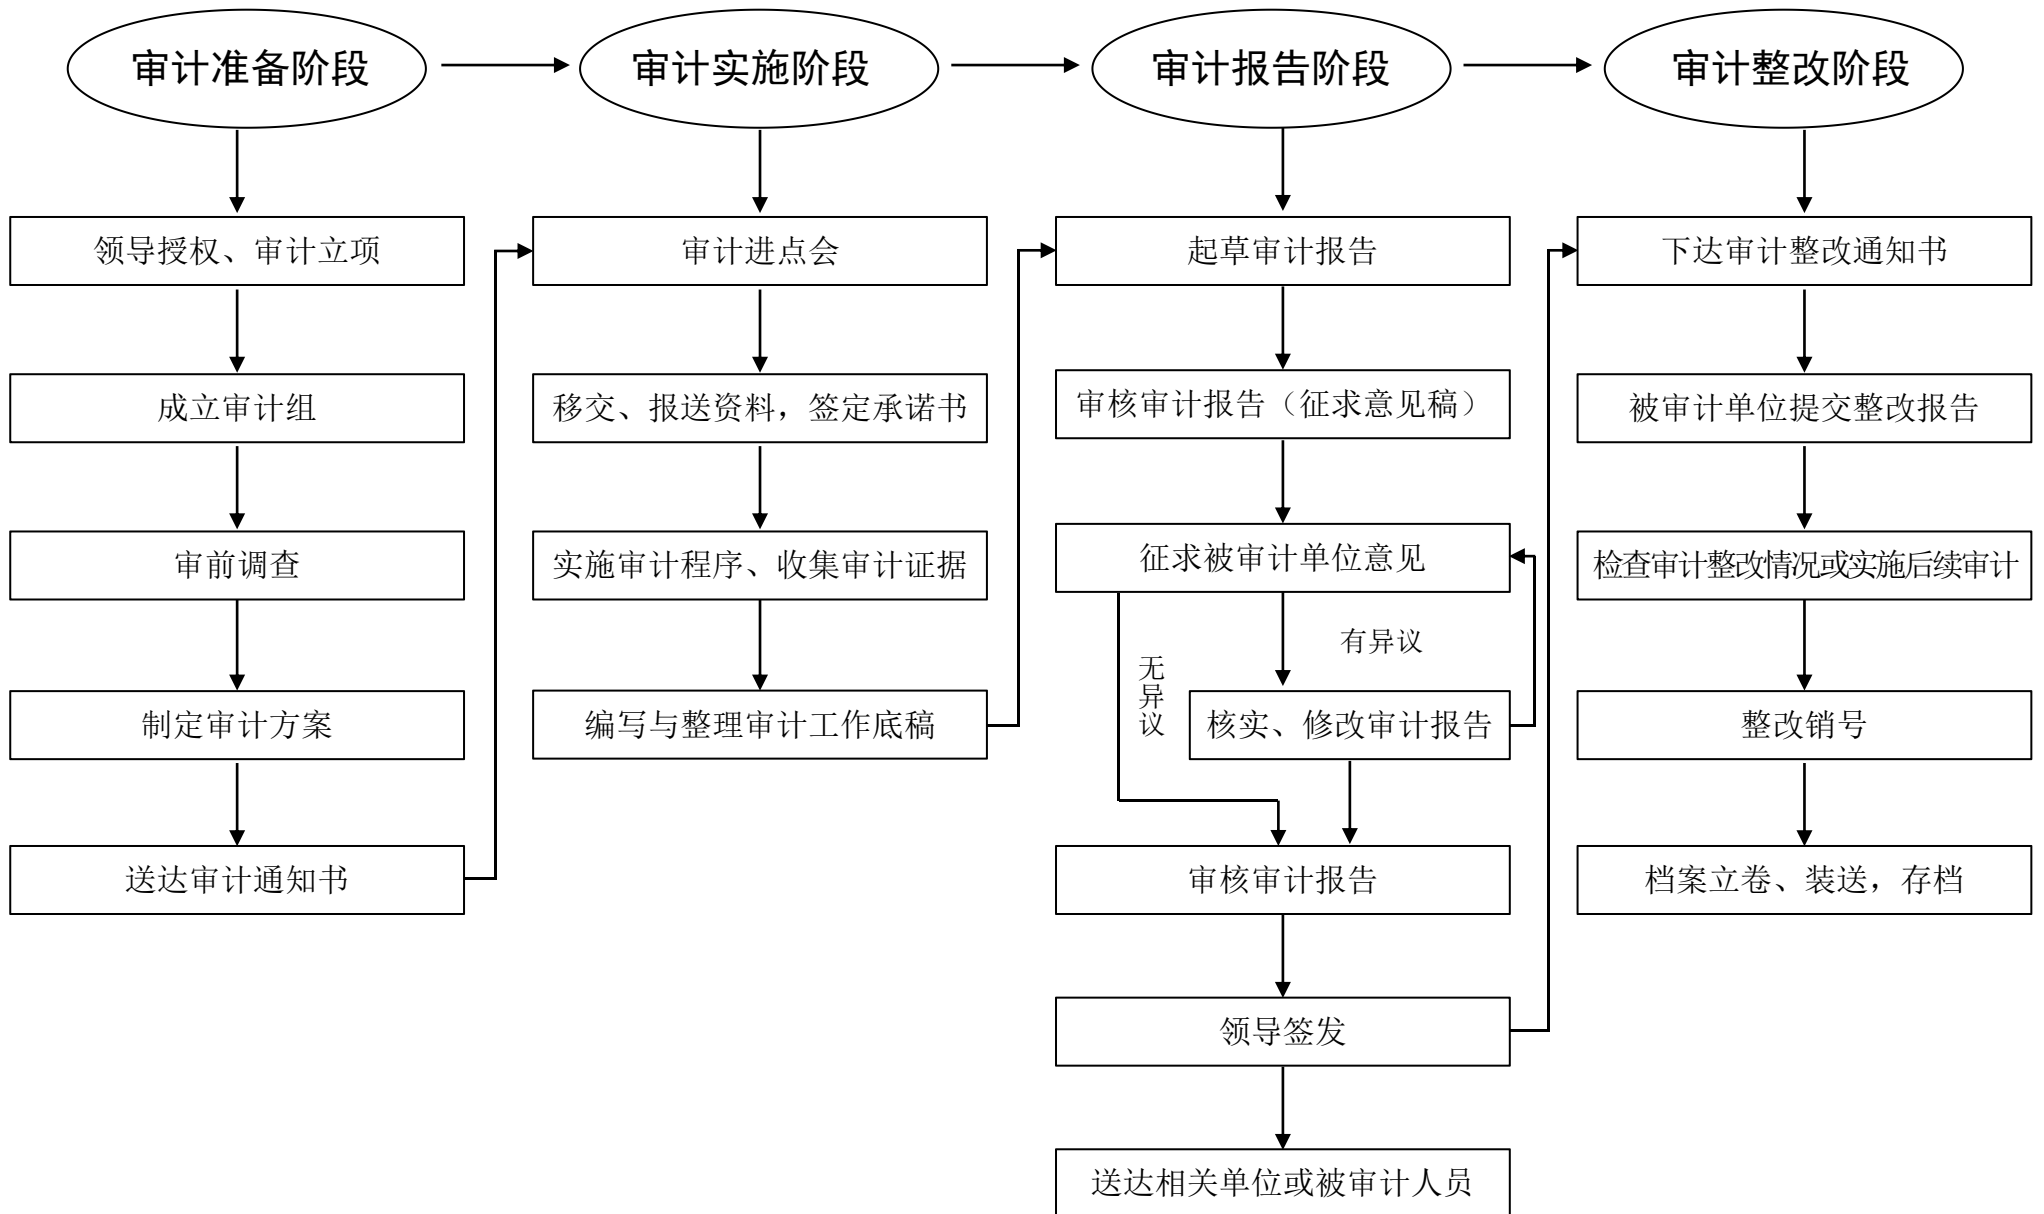 审计准备阶段
审计实施阶段
审计报告阶段
审计整改阶段
领导授权、审计立项
成立审计组
审前调查
制定审计方案
送达审计通知书
审计进点会
移交、报送资料，签定承诺书
实施审计程序、收集审计证据
编写与整理审计工作底稿
起草审计报告
审核审计报告（征求意见稿）
征求被审计单位意见
有异议
无异议
核实、修改审计报告
审核审计报告
领导签发
送达相关单位或被审计人员
下达审计整改通知书
被审计单位提交整改报告
检查审计整改情况或实施后续审计
整改销号
档案立卷、装送，存档